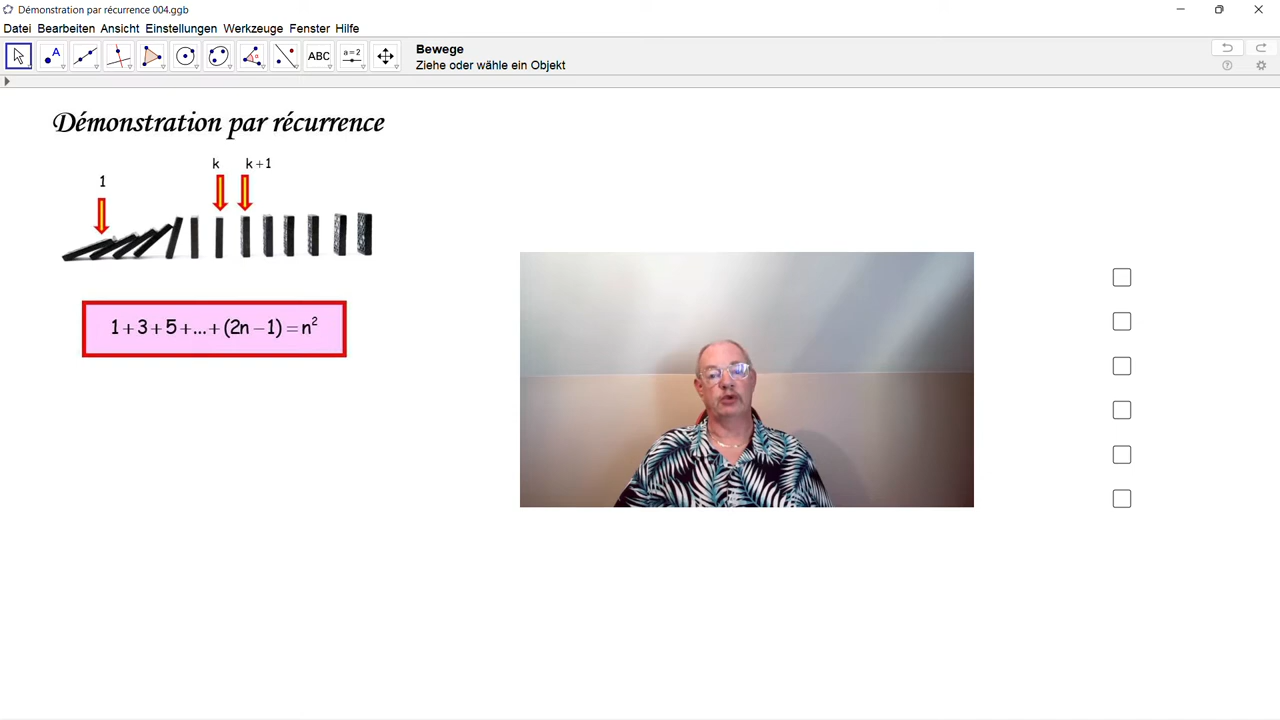 Démonstration par récurrence 004.ggb
Datei Bearbeiten Ansicht Einstellungen Werkzeuge Fenster Hilfe
A
ABC
a=2
Bewege
Ziehe oder wähle ein Objekt
Démonstration par récurrence
k k+1
1
1+3+5+...+(2n−1)=n²